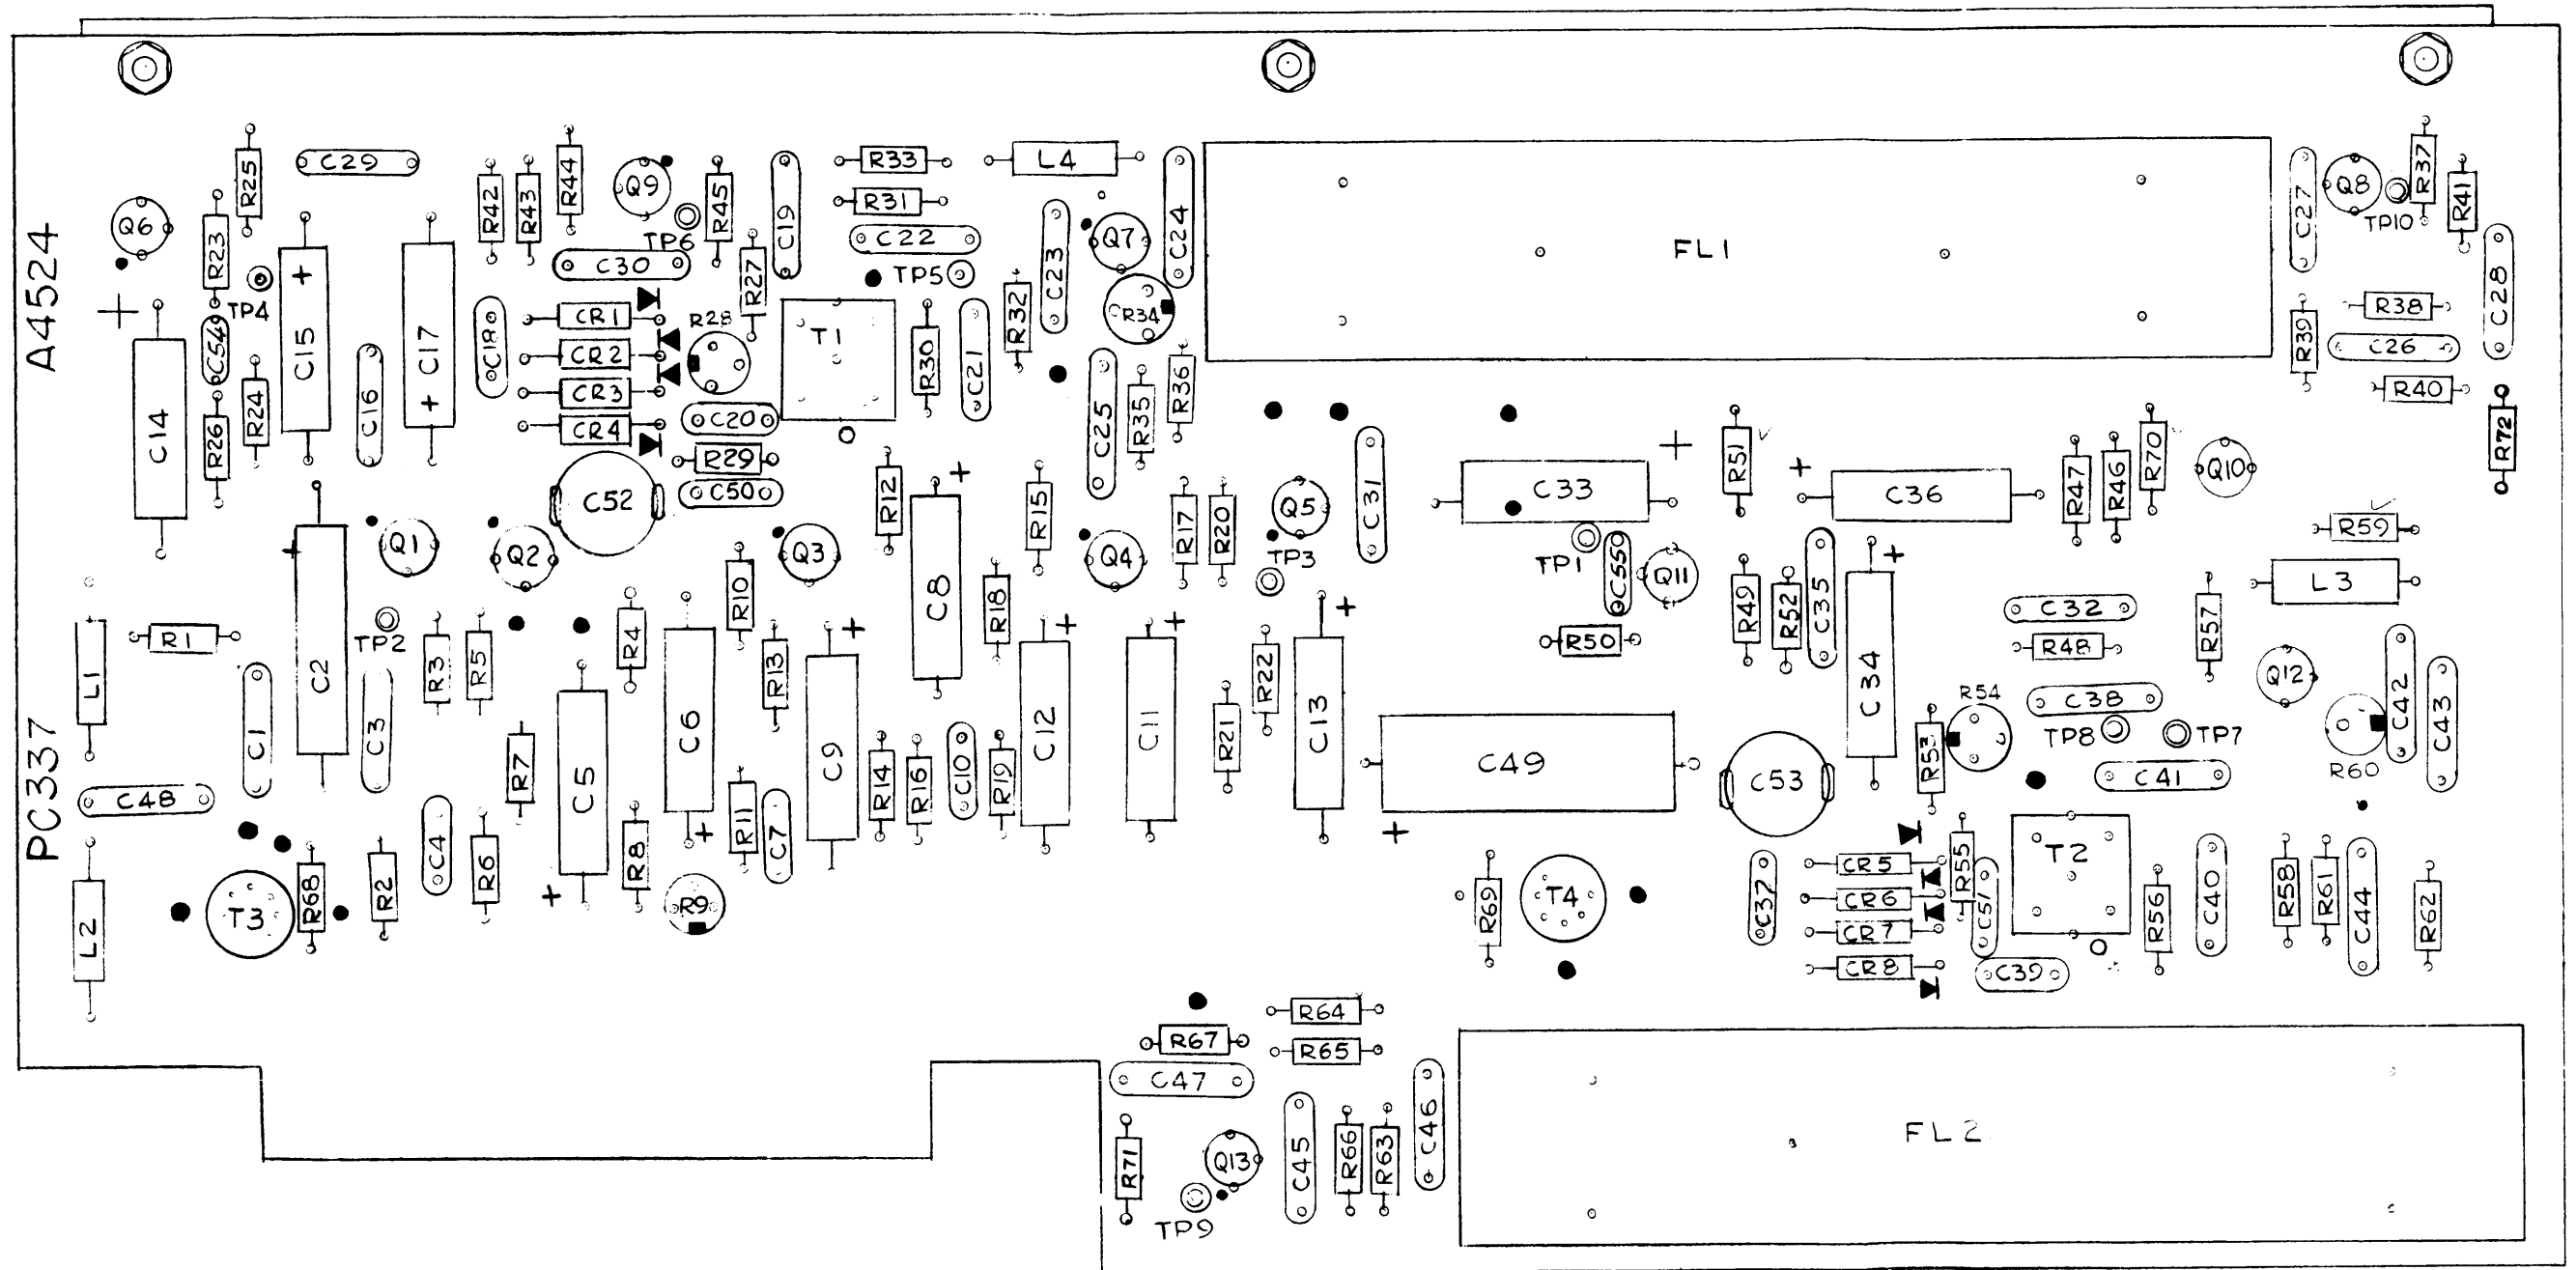 A4524
PC337
R25
C29
R42
R43
R44
Q9
R45
C19
R33
L4
R31
C22
C24
FL1
C27
Q8
R37
R41
TP10
Q6
R23
TP4
C15
+
C17
+
TP6
C30
R27
TP5
C23
Q7
R34
C28
+
C14
C549
R26
R24
C16
C18
CR1
CR2
CR3
CR4
R28
T1
R30
C21
R32
C25
R35
R36
R39
R38
C26
R40
R72
C20
R29
C50
C52
R12
+
C8
R15
R17
R20
Q5
C31
C33
+
R51
+
C36
R47
R46
R70
Q10
R59
L3
Q1
Q2
Q3
Q4
TP3
TP1
C550
Q11
R49
R52
C35
+
C34
C32
R48
R57
Q12
L1
R1
C1
+
C2
TP2
C3
R3
R5
R4
C6
+
R10
R13
+
C9
R18
+
C12
+
C11
R22
R21
+
C13
R50
C49
+
C53
R53
R54
C38
TP8
TP7
C41
R60
C42
C43
C48
R7
C5
+
R14
R16
C10
R19
L2
T3
R68
R2
C4
R6
R8
R9
R11
C7
R69
T4
C37
CR5
CR6
CR7
CR8
R55
C51
T2
C39
R56
C40
R58
R61
C44
R62
R64
R67
R65
C47
R71
Q13
TP9
C45
R66
R63
C46
FL2